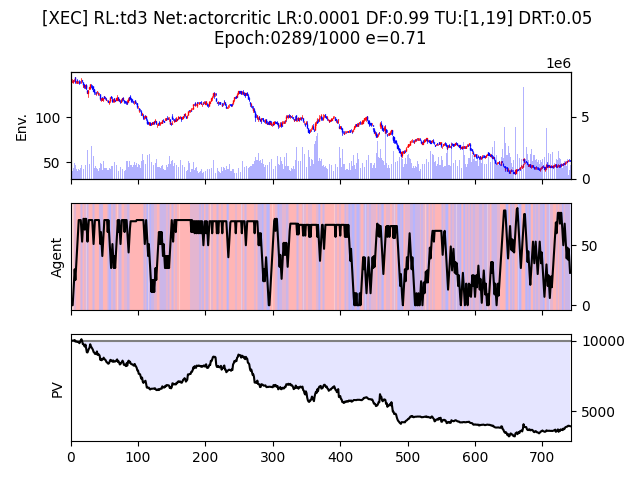 [XEC] RL:td3 Net:actorcritic LR:0.0001 DF:0.99 TU:[1,19] DRT:0.05
Epoch:0289/1000 e=0.71
1e6
Env.
100
50
5
0
Agent
50
0
PV
10000
5000
0 100 200 300 400 500 600 700